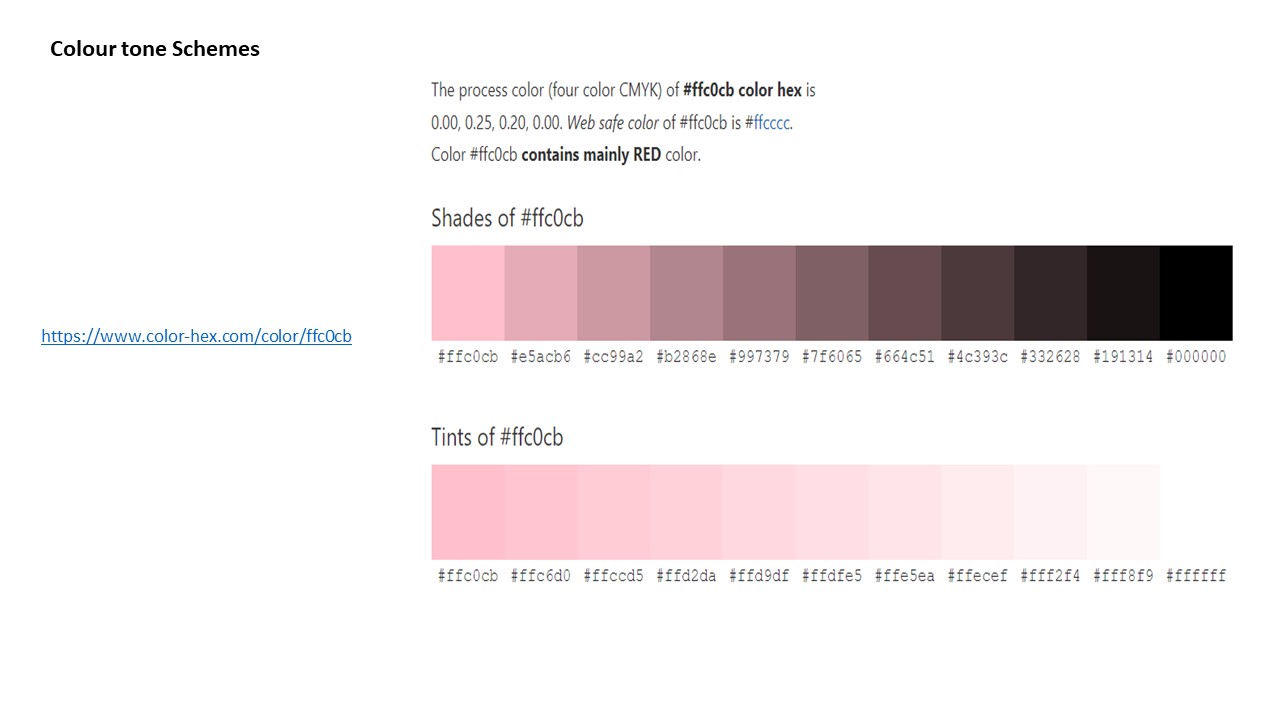 Colour tone Schemes
The process color (four color CMYK) of #ffc0cb color hex is
0.00, 0.25, 0.20, 0.00. Web safe color of #ffc0cb is #ffcccc.
Color #ffc0cb contains mainly RED color.
Shades of #ffc0cb
https://www.color-hex.com/color/ffc0cb
#ffc0cb #e5acb6 #cc99a2 #b2868e #997379 #7f6065 #664c51 #4c393c #332628 #191314 #000000
Tints of #ffc0cb
#ffc0cb #ffc6d0 #ffccd5 #ffd2da #ffd9df #ffdfe5 #ffe5ea #ffecef #fff2f4 #fff8f9 #ffffff